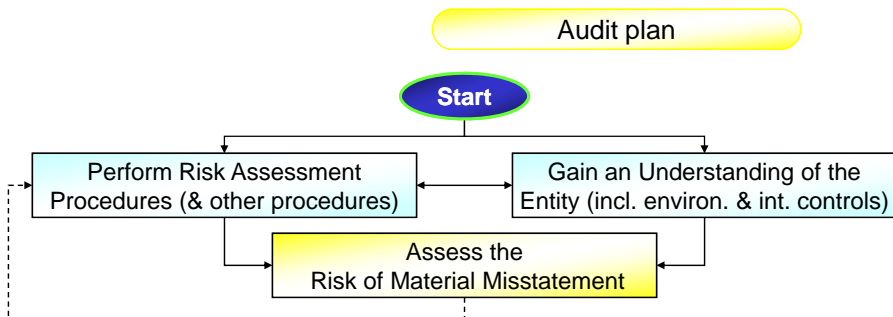 Audit plan
Start
Perform Risk Assessment
Procedures (& other procedures)
Gain an Understanding of the
Entity (incl. environ. & int. controls)
Assess the
Risk of Material Misstatement